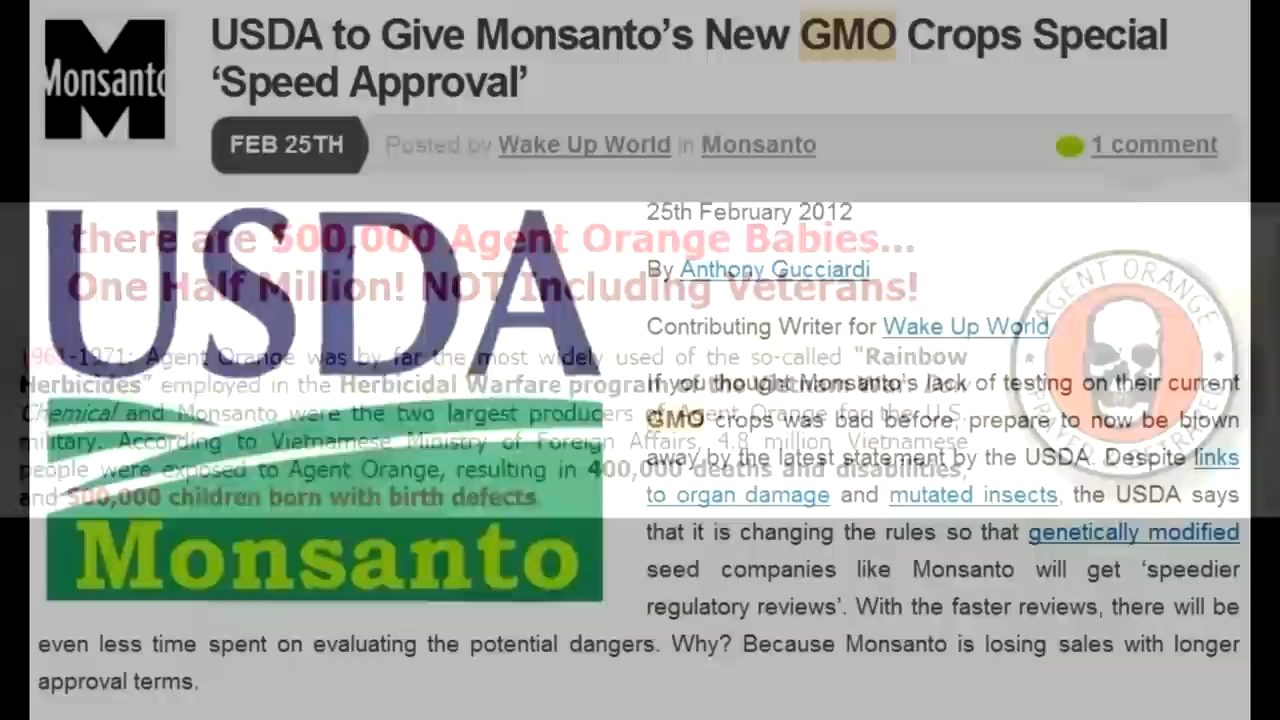 Monsanto
USDA to Give Monsanto's New GMO Crops Special
'Speed Approval'
FEB 25TH
Posted by Wake Up World in Monsanto
1 comment
USDA
Monsanto
25th February 2012
By Anthony Gucciardi
Contributing Writer for Wake Up World
If you thought Monsanto's lack of testing on their current
GMO crops was bad before, prepare to now be blown
away by the latest statement by the USDA. Despite links
to organ damage and mutated insects, the USDA says
that it is changing the rules so that genetically modified
seed companies like Monsanto will get 'speedier
regulatory reviews'. With the faster reviews, there will be
even less time spent on evaluating the potential dangers. Why? Because Monsanto is losing sales with longer
approval terms.
there are 500,000 Agent Orange Babies...
One Half Million! NOT Including Veterans!
1961-1971: Agent Orange was by far the most widely used of the so-called "Rainbow
Herbicides" employed in the Herbicidal Warfare program
Chemical and Monsanto were the two largest producers of Agent Orange for the U.S.
military. According to Vietnamese Ministry of Foreign Affairs, 4.8 million Vietnamese
people were exposed to Agent Orange, resulting in 400,000 deaths and disabilities,
and 500,000 children born with birth defects.
AGENT ORANGE